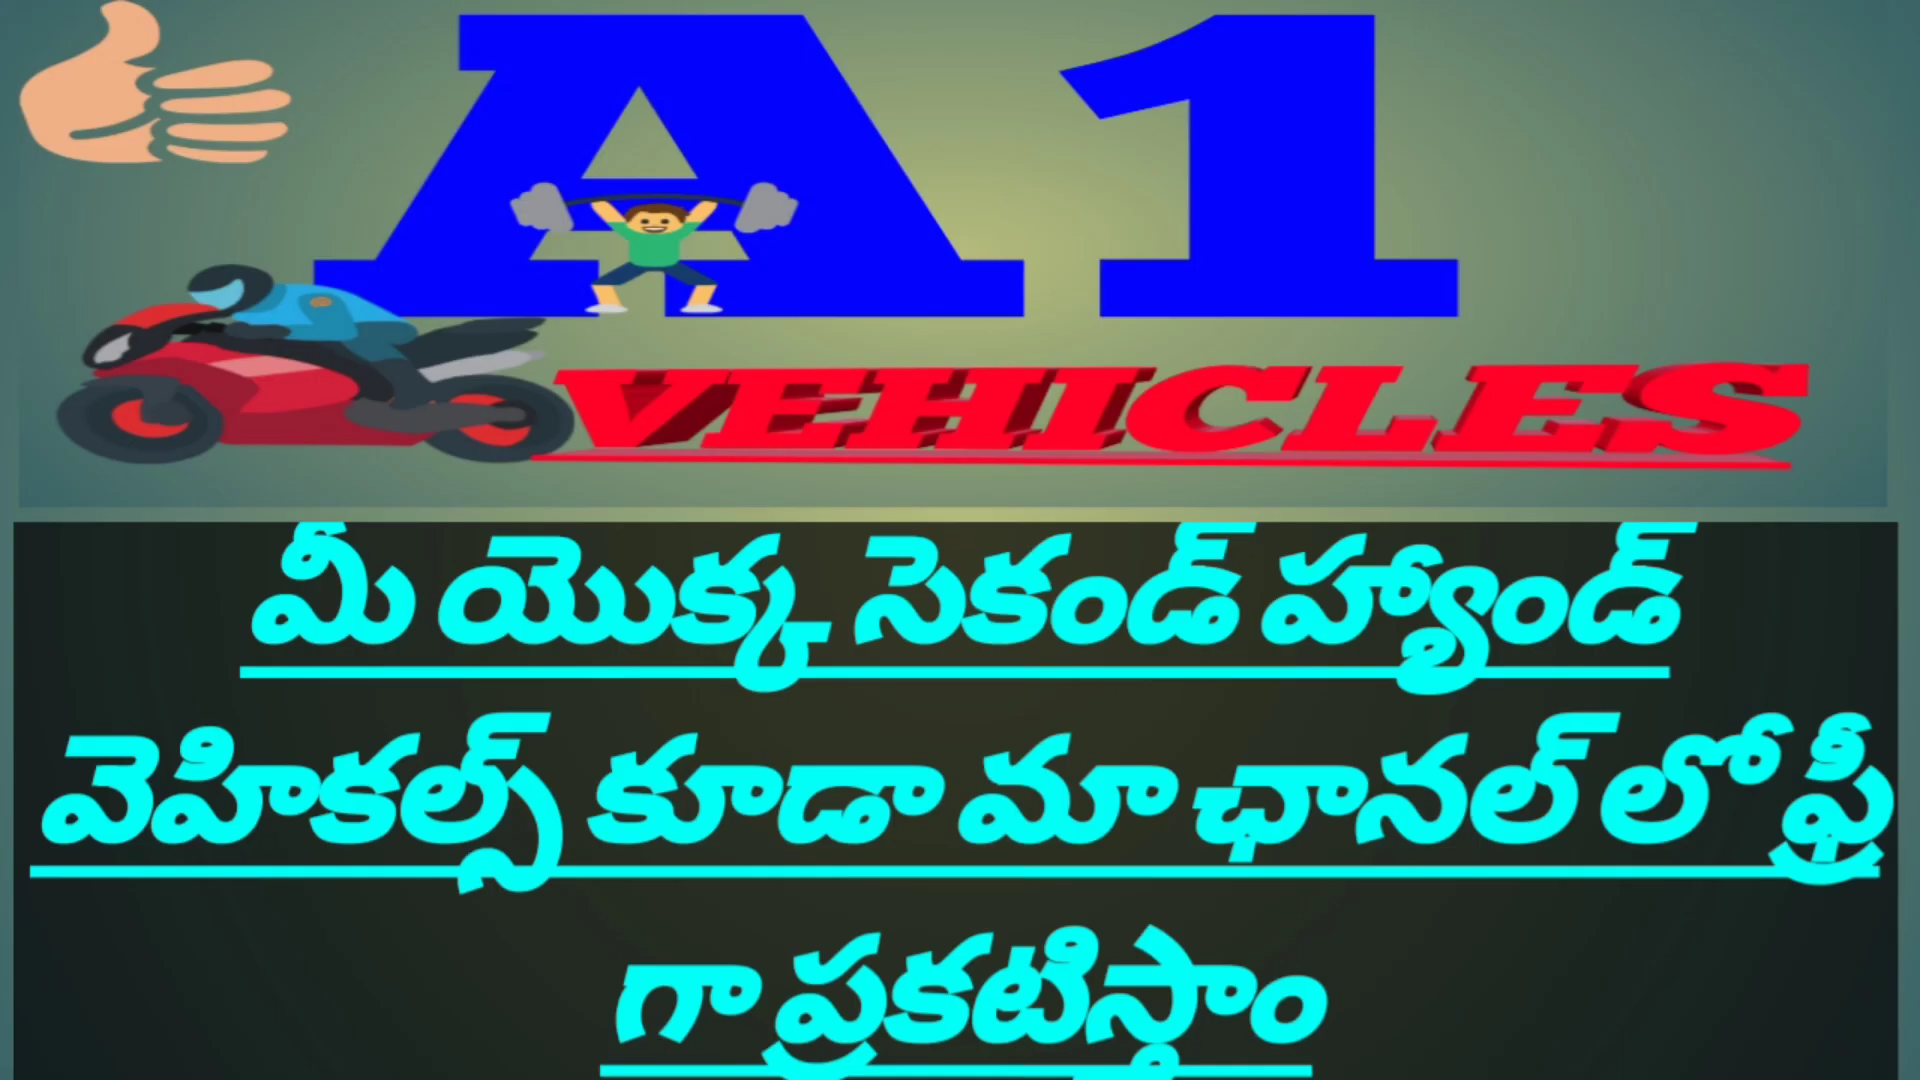 A1
VEHICLES
మీ యొక్క సెకండ్ హ్యాండ్
వెహికల్స్ కూడా మా ఛానల్ లో ఫ్రీ
గా ప్రకటిస్తాం